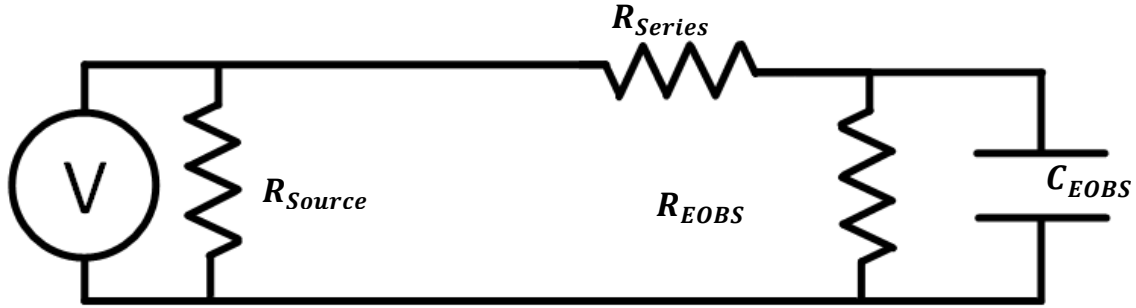 R_Series
V
R_Source
R_EOBS
C_EOBS